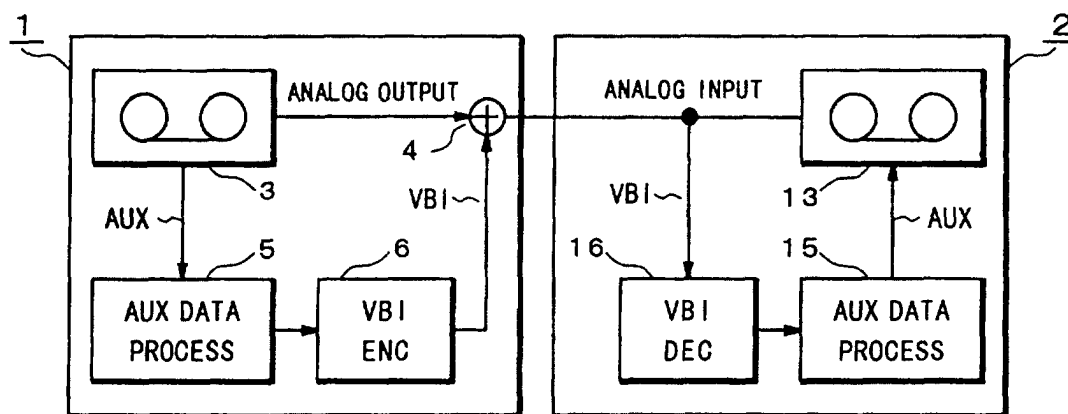 1
2
ANALOG OUTPUT
ANALOG INPUT
4
3
13
VBI
VBI
AUX
AUX
5
6
16
15
AUX DATA
PROCESS
VBI
ENC
VBI
DEC
AUX DATA
PROCESS